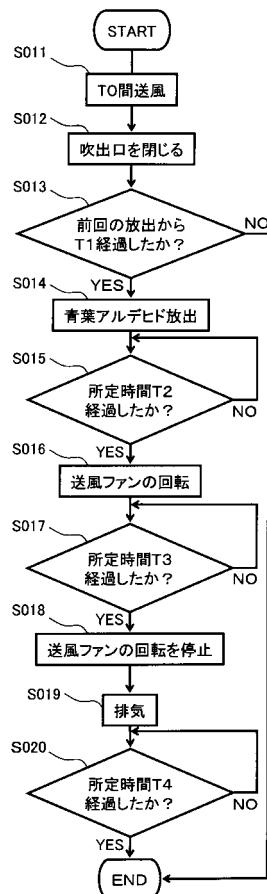 START
S011
T0間送風
S012
吹出口を閉じる
S013
前回の放出から
T1経過したか？
NO
YES
S014
青葉アルデヒド放出
S015
所定時間T2
経過したか？
NO
YES
S016
送風ファンの回転
S017
所定時間T3
経過したか？
NO
YES
S018
送風ファンの回転を停止
S019
排気
S020
所定時間T4
経過したか？
NO
YES
END